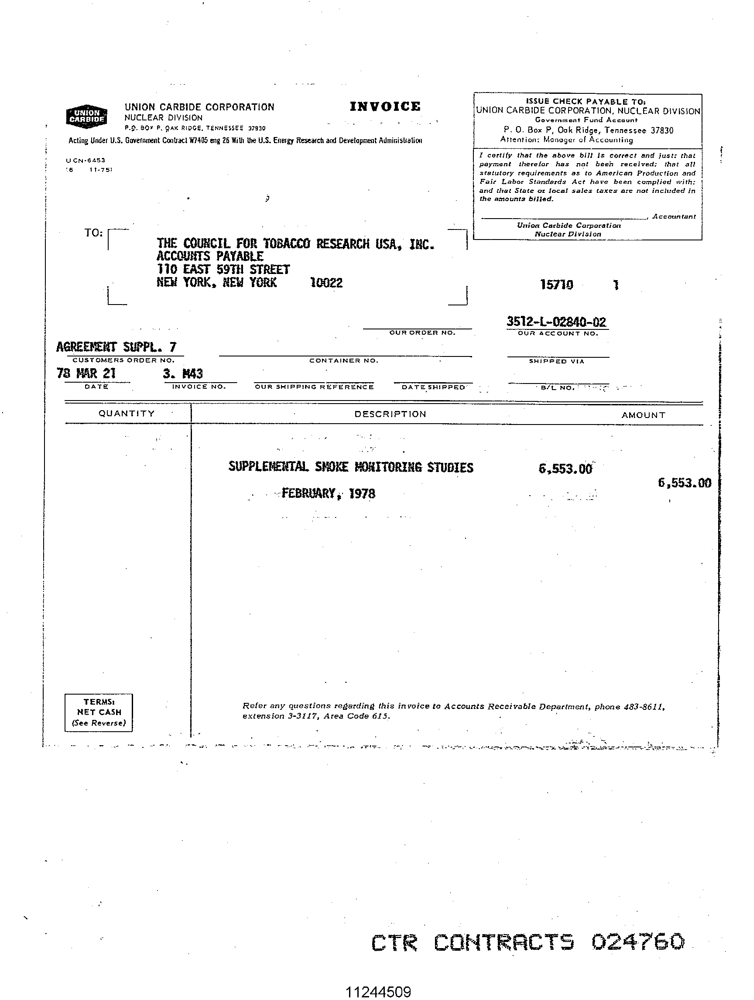 UNION CARBIDE
UNION CARBIDE CORPORATION
NUCLEAR DIVISION
P.O. BOX P, OAK RIDGE, TENNESSEE 37830
INVOICE
Acting Under U.S. Government Contract W7405 eng 26 With the U.S. Energy Research and Development Administration
UCN-6453
11-75)
ISSUE CHECK PAYABLE TO:
UNION CARBIDE CORPORATION, NUCLEAR DIVISION
Government Fund Account
P. O. Box P, Oak Ridge, Tennessee 37830
Attention: Manager of Accounting
I certify that the above bill is correct and just; that
payment therefor has not been received; that all
statutory requirements as to American Production and
Fair Labor Standards Act have been complied with;
and that State or local sales taxes are not included in
the amounts billed.
, Accountant
Union Carbide Corporation
Nuclear Division
TO:
THE COUNCIL FOR TOBACCO RESEARCH USA, INC.
ACCOUNTS PAYABLE
110 EAST 59TH STREET
NEW YORK, NEW YORK 10022
15710 1
3512-L-02840-02
OUR ORDER NO. OUR ACCOUNT NO.
AGREEMENT SUPPL. 7
CUSTOMERS ORDER NO. CONTAINER NO. SHIPPED VIA
78 MAR 21 3. M43
DATE INVOICE NO. OUR SHIPPING REFERENCE DATE SHIPPED B/L NO.
QUANTITY DESCRIPTION AMOUNT
SUPPLEMENTAL SMOKE MONITORING STUDIES 6,553.00
6,553.00
FEBRUARY, 1978
TERMS:
NET CASH
(See Reverse)
Refer any questions regarding this invoice to Accounts Receivable Department, phone 483-8611,
extension 3-3117, Area Code 615.
CTR CONTRACTS 024760
11244509